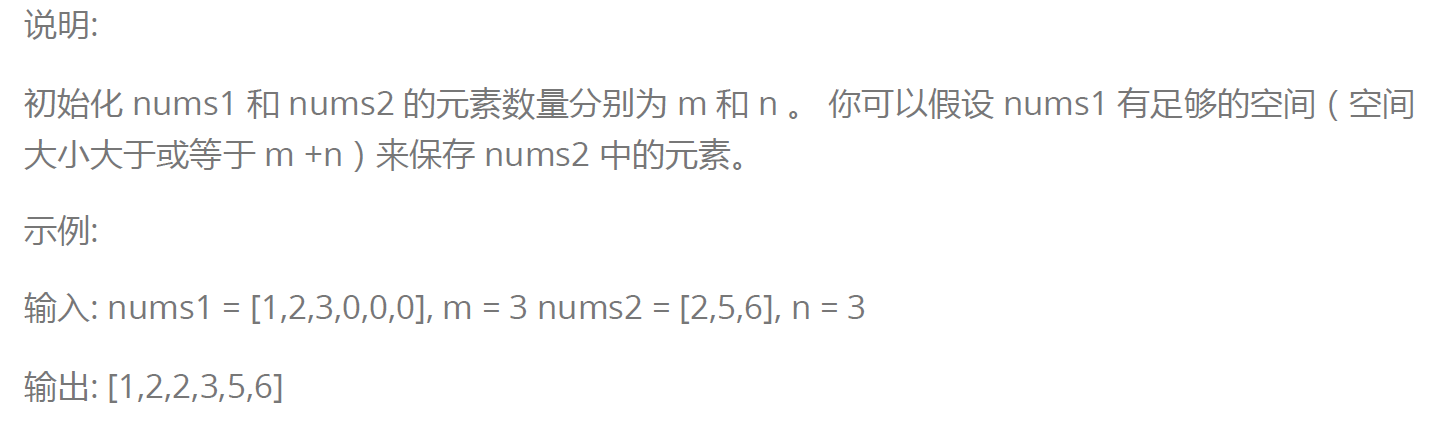 说明:
初始化 nums1 和 nums2 的元素数量分别为 m 和 n 。 你可以假设 nums1 有足够的空间（空间
大小大于或等于 m +n）来保存 nums2 中的元素。
示例:
输入: nums1 = [1,2,3,0,0,0], m = 3 nums2 = [2,5,6], n = 3
输出: [1,2,2,3,5,6]